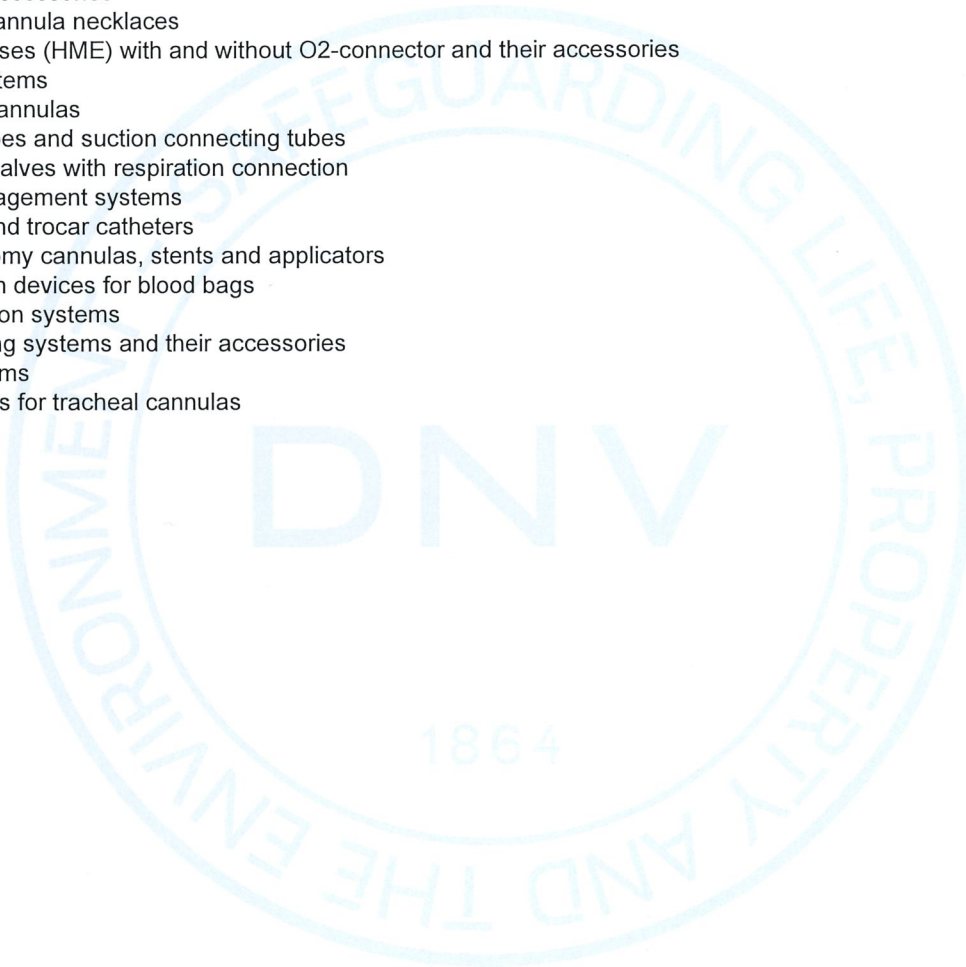 annula necklaces
ses (HME) with and without O2-connector and their accessories
tems
annulas
es and suction connecting tubes
alves with respiration connection
agement systems
nd trocar catheters
my cannulas, stents and applicators
n devices for blood bags
on systems
g systems and their accessories
ms
s for tracheal cannulas
SAFEGUARDING LIFE, PROPERTY AND THE ENVIRONMENT
DNV
1864